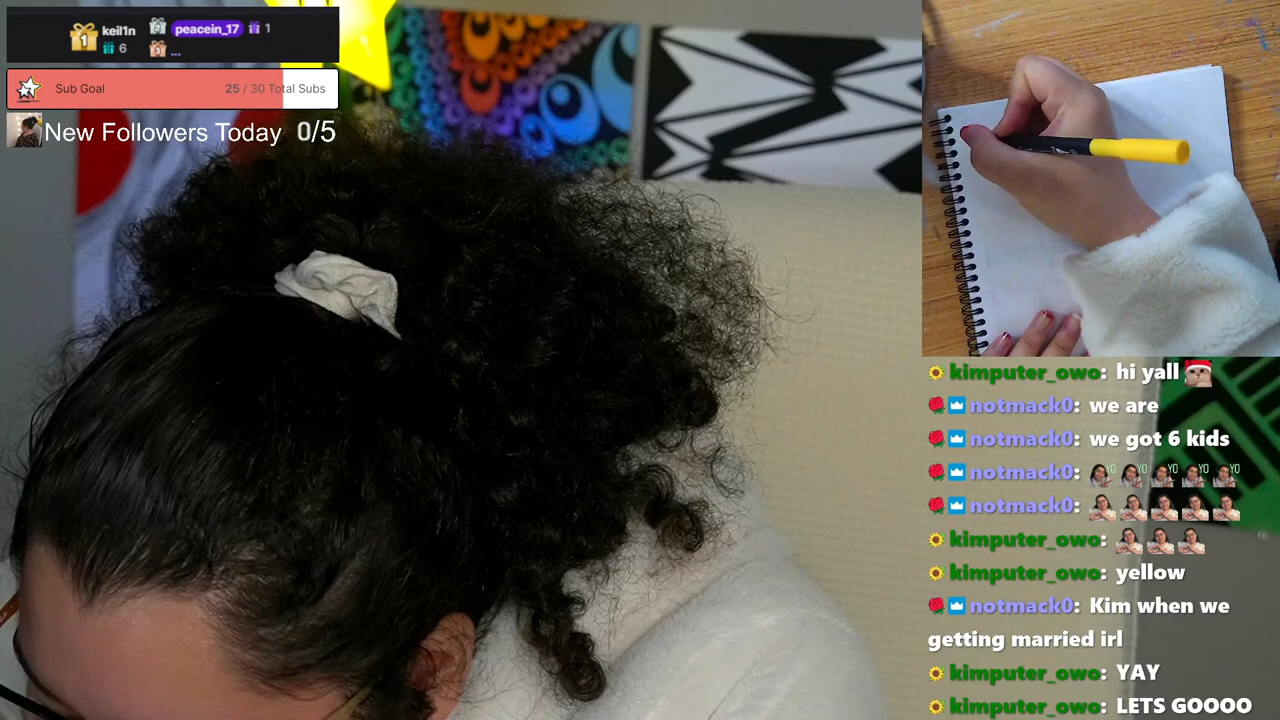 keil1n
6
peacein_17 1
...
Sub Goal
25 / 30 Total Subs
New Followers Today 0/5
kimputer_owo: hi yall
notmack0: we are
notmack0: we got 6 kids
notmack0:
notmack0:
kimputer_owo:
kimputer_owo: yellow
notmack0: Kim when we
getting married irl
kimputer_owo: YAY
kimputer_owo: LETS GOOOO